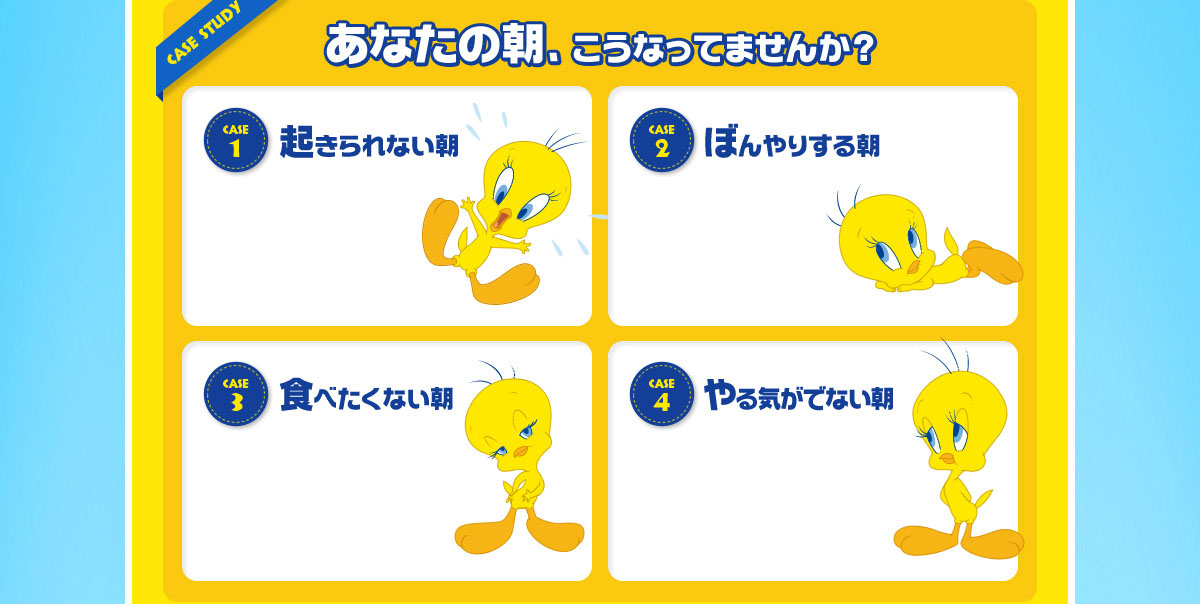 CASE STUDY
あなたの朝、こうなってませんか？
CASE
1
起きられない朝
CASE
2
ぼんやりする朝
CASE
3
食べたくない朝
CASE
4
やる気がでない朝